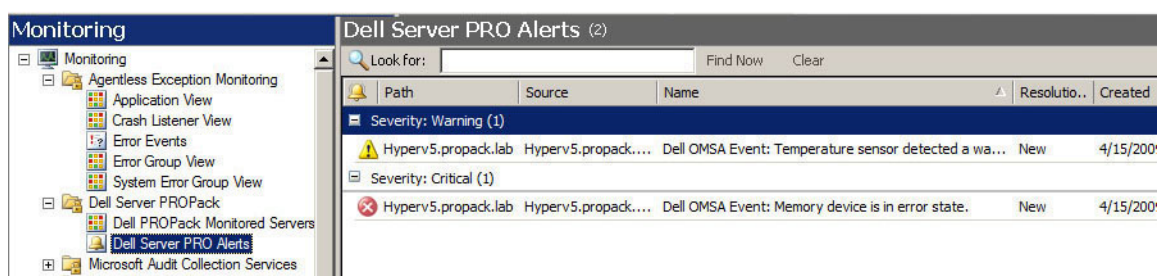 Monitoring
Monitoring
Agentless Exception Monitoring
Application View
Crash Listener View
Error Events
Error Group View
System Error Group View
Dell Server PROPack
Dell PROPack Monitored Servers
Dell Server PRO Alerts
Microsoft Audit Collection Services
Dell Server PRO Alerts (2)
Look for: Find Now Clear
Path Source Name Resolutio.. Created
Severity: Warning (1)
Hyperv5.propack.lab Hyperv5.propack.... Dell OMSA Event: Temperature sensor detected a wa... New 4/15/2009
Severity: Critical (1)
Hyperv5.propack.lab Hyperv5.propack.... Dell OMSA Event: Memory device is in error state. New 4/15/2009